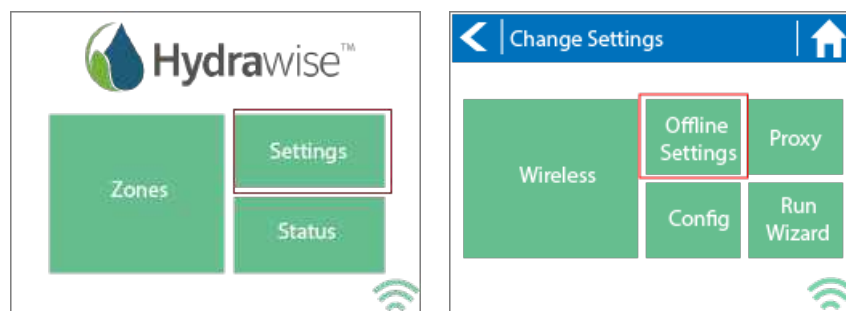 Hydrawise™
Zones
Settings
Status
Change Settings
Wireless
Offline
Settings
Proxy
Config
Run
Wizard